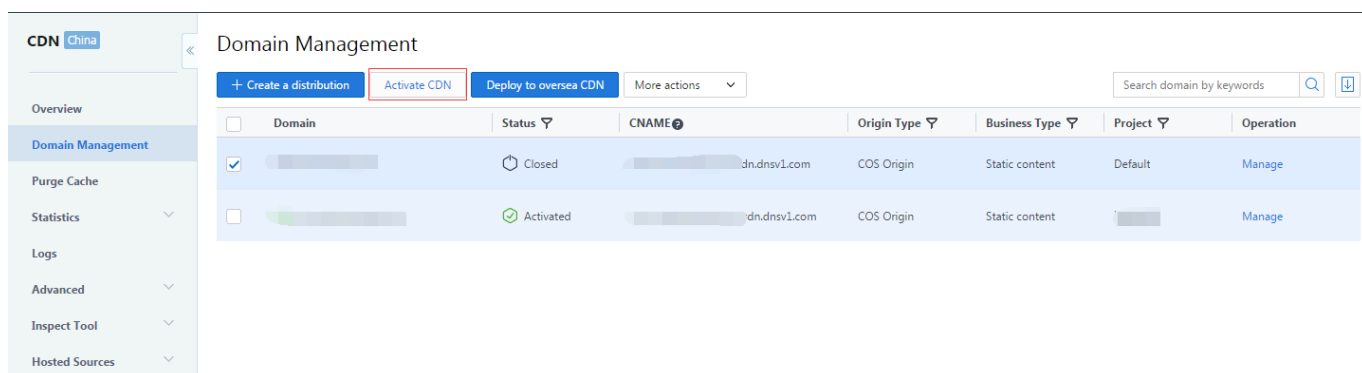 CDN China
Domain Management
+ Create a distribution Activate CDN Deploy to oversea CDN More actions Search domain by keywords
Overview
Domain Status CNAME Origin Type Business Type Project Operation
Domain Management
Closed dn.dnsv1.com COS Origin Static content Default Manage
Purge Cache
Statistics
Activated dn.dnsv1.com COS Origin Static content Manage
Logs
Advanced
Inspect Tool
Hosted Sources